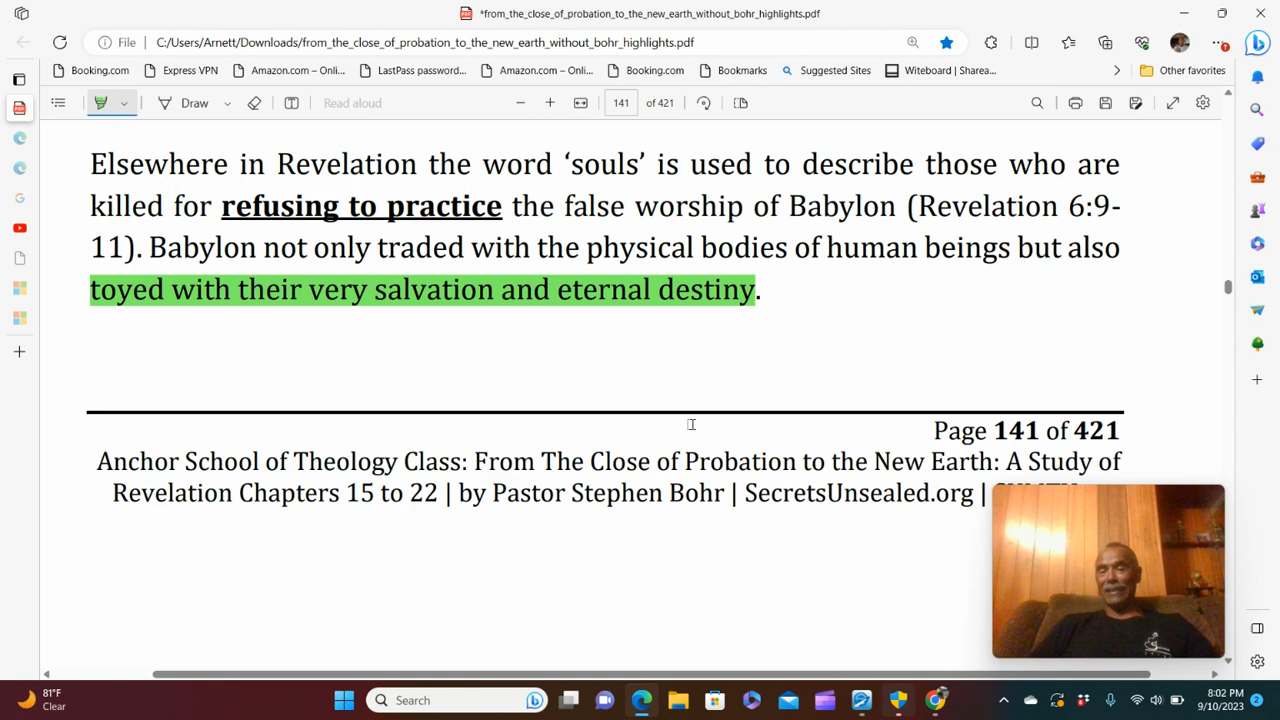 *from_the_close_of_probation_to_the_new_earth_without_bohr_highlights.pdf
File C:/Users/Arnett/Downloads/from_the_close_of_probation_to_the_new_earth_without_bohr_highlights.pdf
Booking.com Express VPN Amazon.com – Onli... LastPass password... Amazon.com – Onli... Booking.com Bookmarks Suggested Sites Witeboard | Sharea... Other favorites
Draw Read aloud 141 of 421
Elsewhere in Revelation the word ‘souls’ is used to describe those who are
killed for refusing to practice the false worship of Babylon (Revelation 6:9-
11). Babylon not only traded with the physical bodies of human beings but also
toyed with their very salvation and eternal destiny.
Page 141 of 421
Anchor School of Theology Class: From The Close of Probation to the New Earth: A Study of
Revelation Chapters 15 to 22 | by Pastor Stephen Bohr | SecretsUnsealed.org |
81°F
Clear
Search
8:02 PM
9/10/2023
2